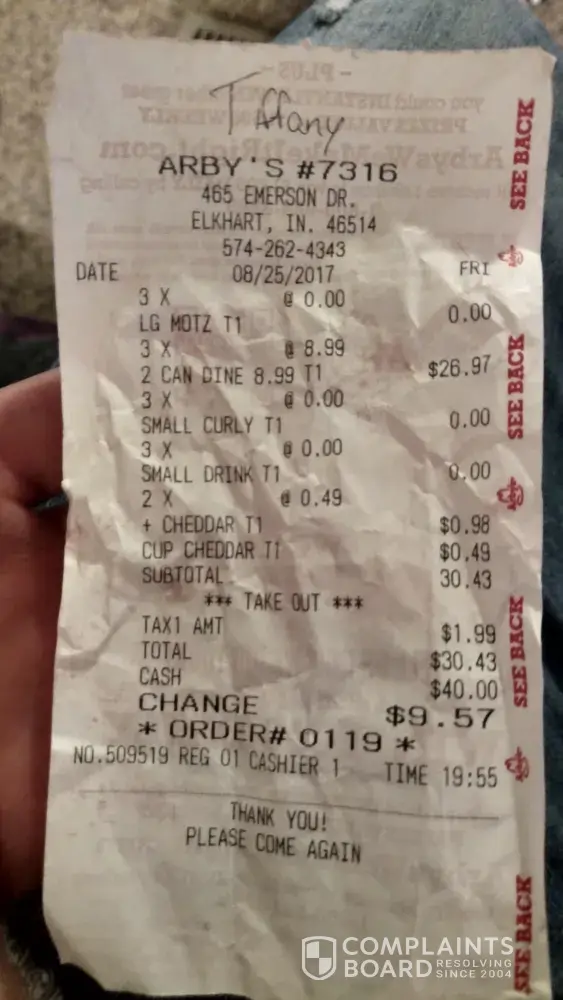 Tiffany
ARBY'S #7316
465 EMERSON DR.
ELKHART, IN. 46514
574-262-4343
DATE 08/25/2017 FRI
3 X @ 0.00
LG MOTZ T1 0.00
3 X @ 8.99
2 CAN DINE 8.99 T1 $26.97
3 X @ 0.00
SMALL CURLY T1 0.00
3 X @ 0.00
SMALL DRINK T1 0.00
2 X @ 0.49
+ CHEDDAR T1 $0.98
CUP CHEDDAR T1 $0.49
SUBTOTAL 30.43
*** TAKE OUT ***
TAX1 AMT $1.99
TOTAL $30.43
CASH $40.00
CHANGE $9.57
* ORDER# 0119 *
NO.509519 REG 01 CASHIER 1 TIME 19:55
THANK YOU!
PLEASE COME AGAIN
SEE BACK
SEE BACK
SEE BACK
SEE BACK
COMPLAINTS
BOARD RESOLVING
SINCE 2004